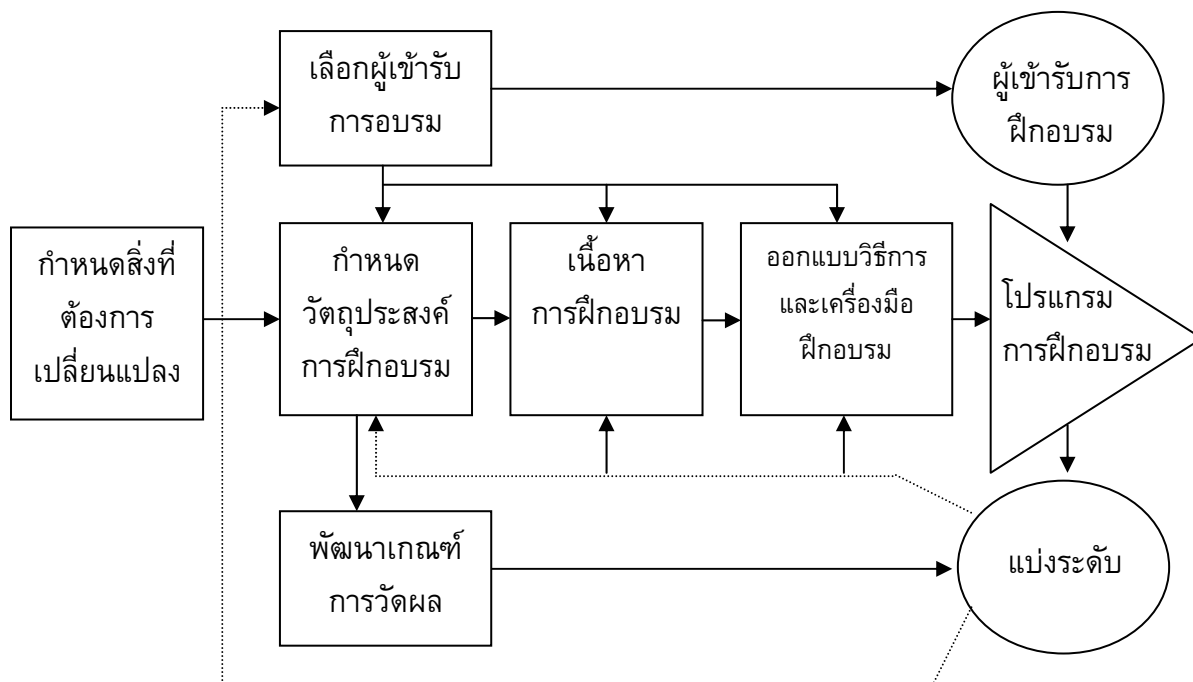 เลือกผู้เข้ารับ
การอบรม
ผู้เข้ารับการ
ฝึกอบรม
กำหนดสิ่งที่
ต้องการ
เปลี่ยนแปลง
กำหนด
วัตถุประสงค์
การฝึกอบรม
เนื้อหา
การฝึกอบรม
ออกแบบวิธีการ
และเครื่องมือ
ฝึกอบรม
โปรแกรม
การฝึกอบรม
พัฒนาเกณฑ์
การวัดผล
แบ่งระดับ